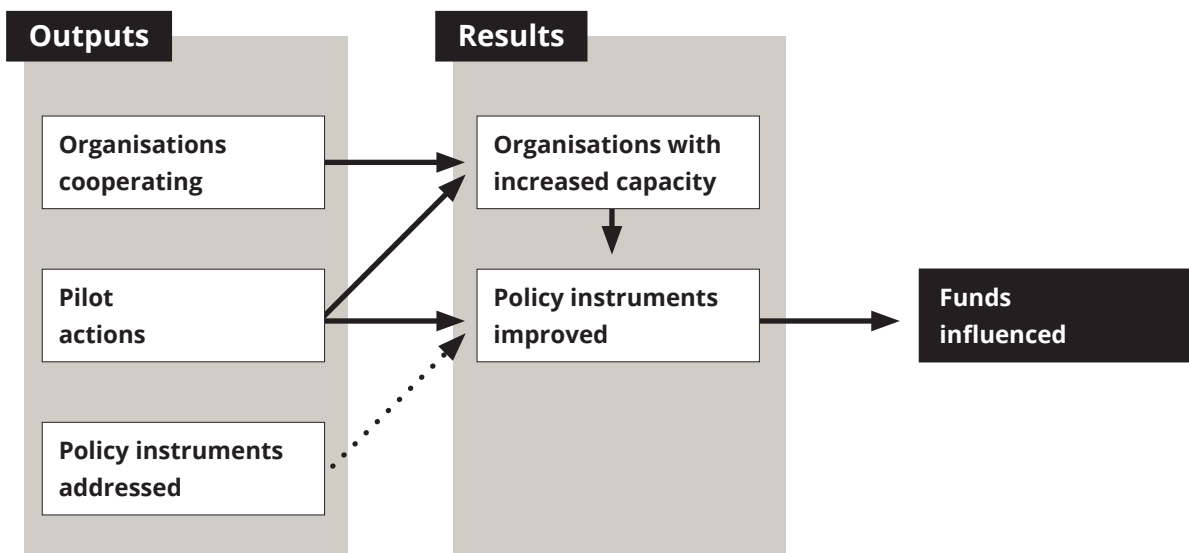 Outputs
Organisations
cooperating
Pilot
actions
Policy instruments
addressed
Results
Organisations with
increased capacity
Policy instruments
improved
Funds
influenced